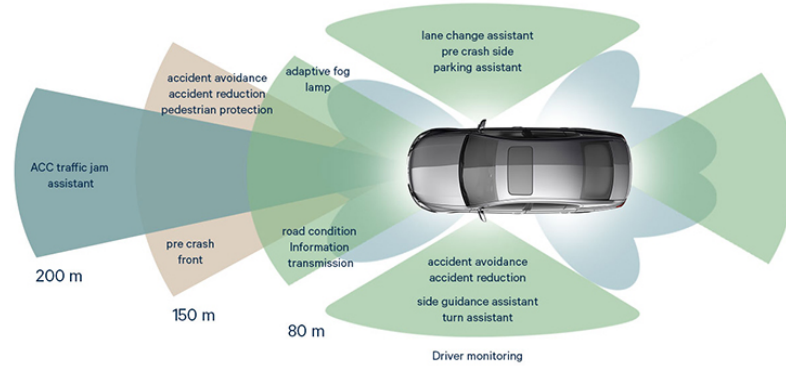 lane change assistant
pre crash side
parking assistant
adaptive fog
lamp
accident avoidance
accident reduction
pedestrian protection
ACC traffic jam
assistant
pre crash
front
road condition
Information
transmission
accident avoidance
accident reduction
side guidance assistant
turn assistant
200 m
150 m
80 m
Driver monitoring